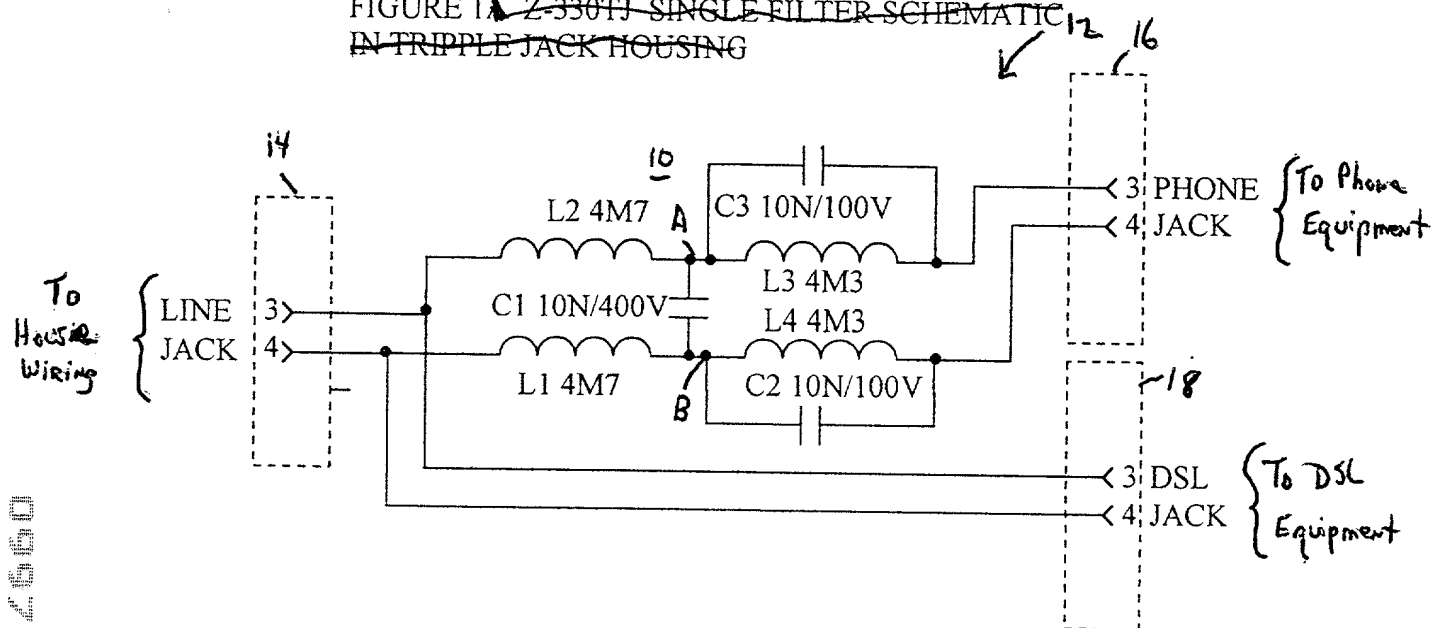 FIGURE 1A Z-330TJ SINGLE FILTER SCHEMATIC
IN TRIPPLE JACK HOUSING
12
16
14
10
A
L2 4M7
C3 10N/100V
3 PHONE
4 JACK
To Phone
Equipment
L3 4M3
C1 10N/400V
L4 4M3
To
House
Wiring
LINE 3
JACK 4
L1 4M7
B
C2 10N/100V
18
3 DSL
4 JACK
To DSL
Equipment